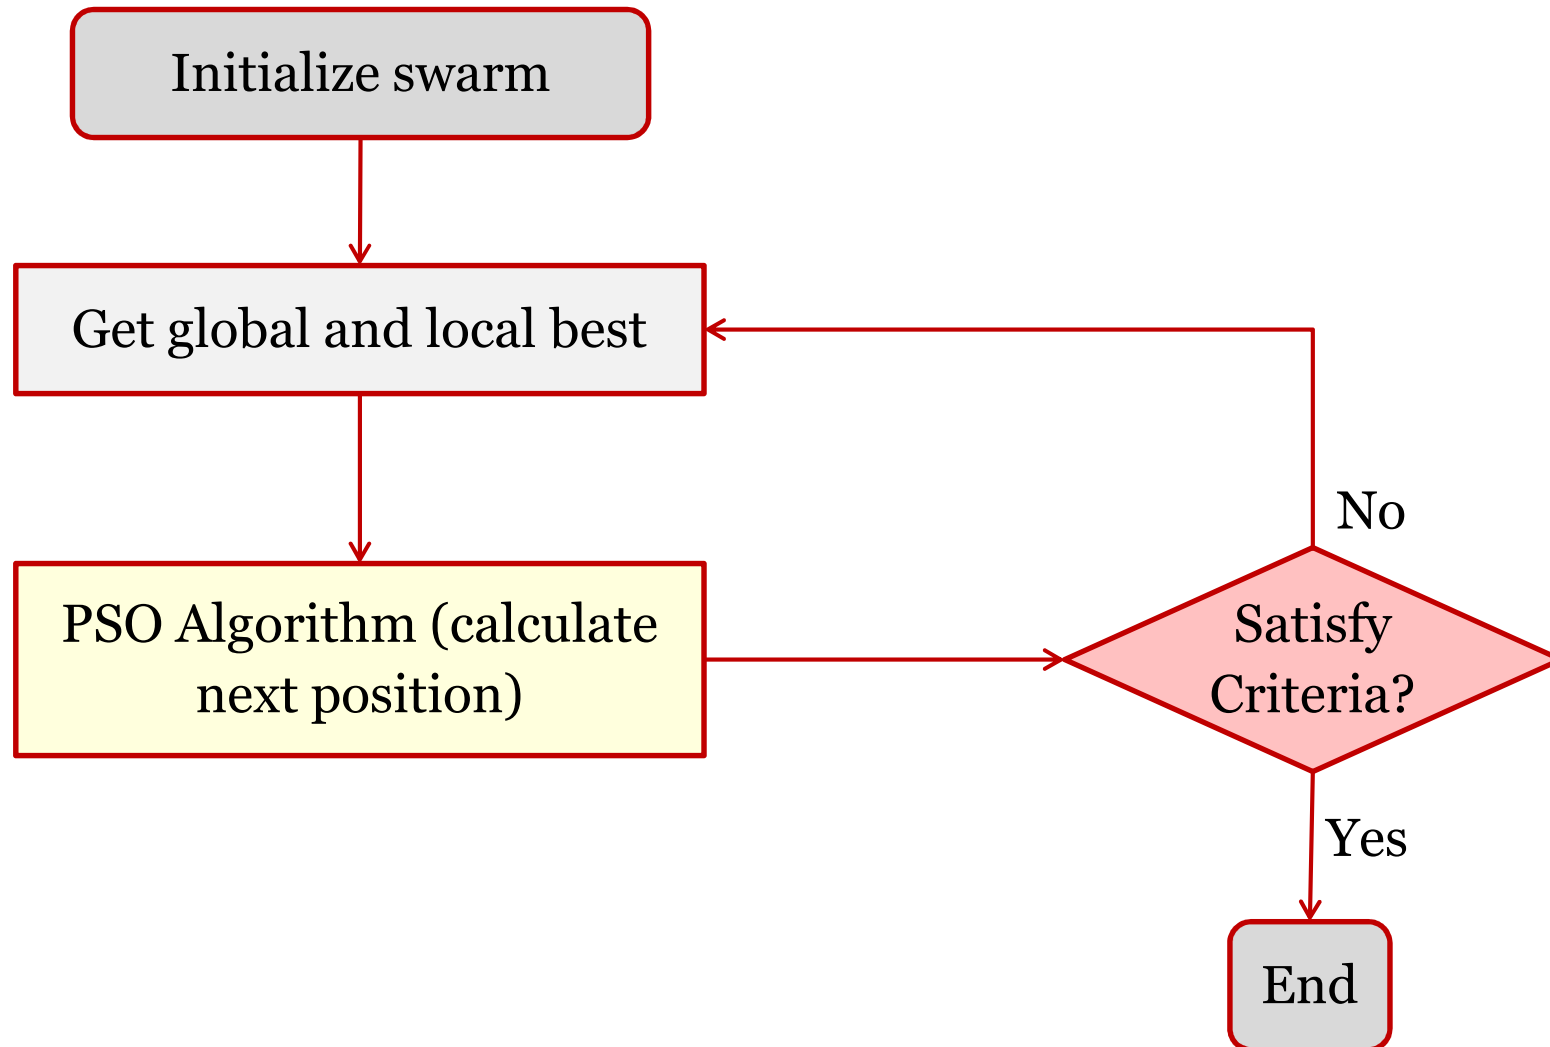 Initialize swarm
Get global and local best
No
PSO Algorithm (calculate
next position)
Satisfy
Criteria?
Yes
End